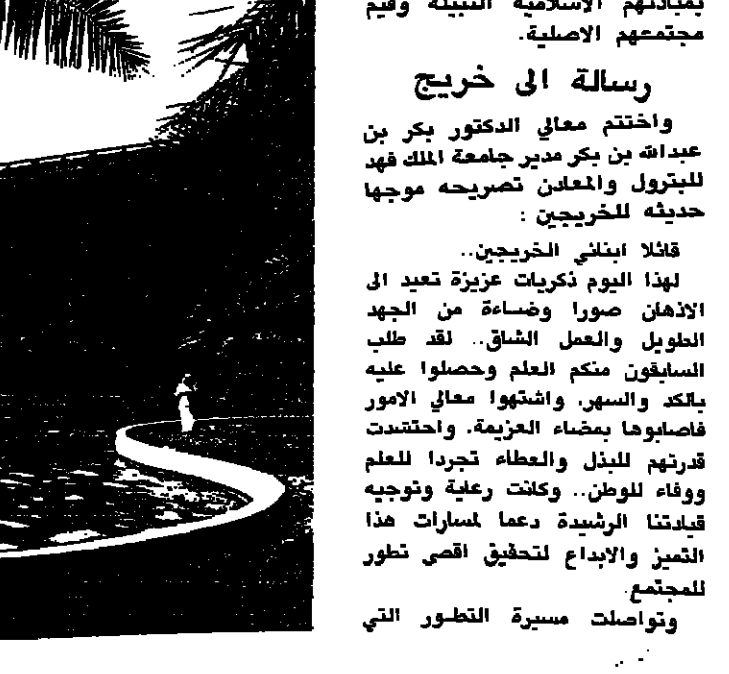 بمبادئهم الاسلامية النبيلة وقيم
مجتمعهم الاصلية.
رسالة الى خريج
واختتم معالي الدكتور بكر بن
عبدالله بن بكر مدير جامعة الملك فهد
للبترول والمعادن تصريحه موجها
حديثه للخريجين :
قائلا ابنائي الخريجين..
لهذا اليوم ذكريات عزيزة تعيد الى
الاذهان صورا وضاءة من الجهد
الطويل والعمل الشاق.. لقد طلب
السابقون منكم العلم وحصلوا عليه
بالكد والسهر، واشتهوا معالي الامور
فاصابوها بمضاء العزيمة، واحتشدت
قدرتهم للبذل والعطاء تجردا للعلم
ووفاء للوطن.. وكانت رعاية وتوجيه
قيادتنا الرشيدة دعما لمسارات هذا
التميز والابداع لتحقيق اقصى تطور
للمجتمع.
وتواصلت مسيرة التطور التي